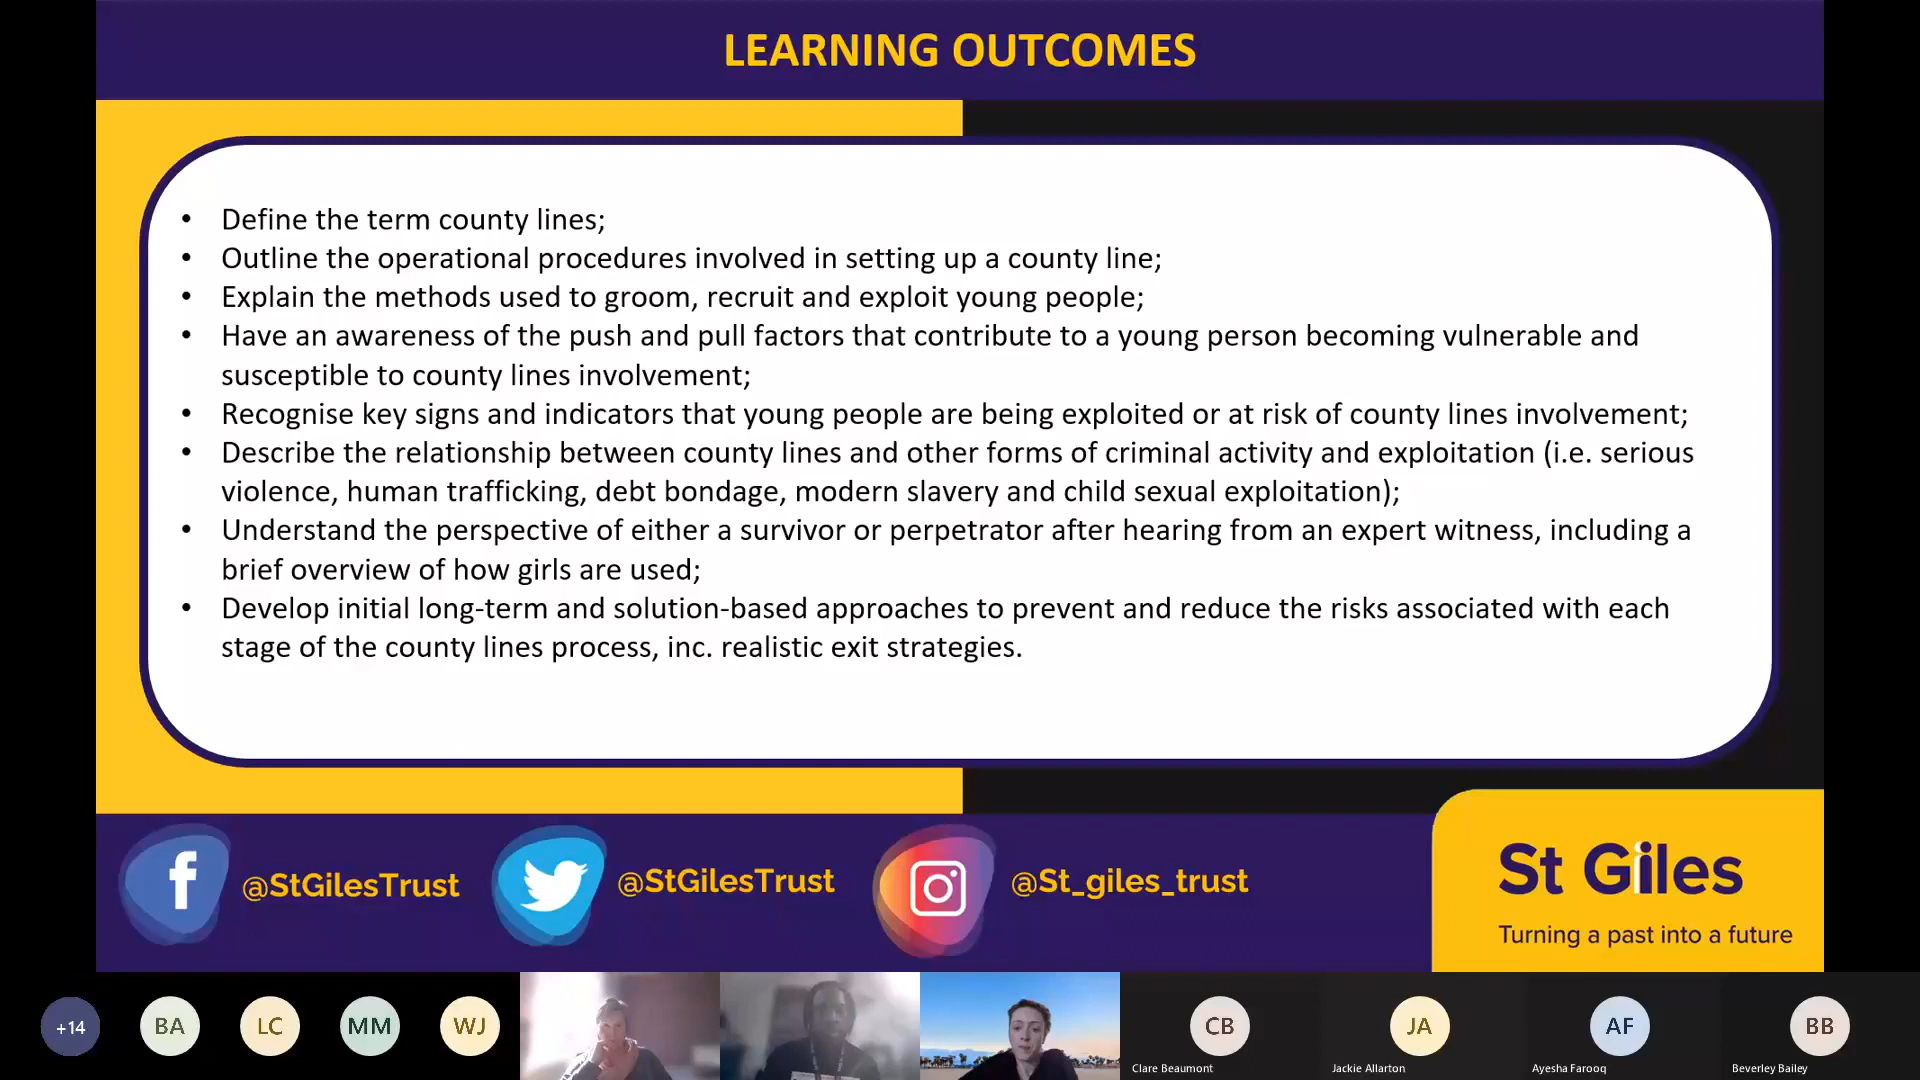 LEARNING OUTCOMES
• Define the term county lines;
• Outline the operational procedures involved in setting up a county line;
• Explain the methods used to groom, recruit and exploit young people;
• Have an awareness of the push and pull factors that contribute to a young person becoming vulnerable and
susceptible to county lines involvement;
• Recognise key signs and indicators that young people are being exploited or at risk of county lines involvement;
• Describe the relationship between county lines and other forms of criminal activity and exploitation (i.e. serious
violence, human trafficking, debt bondage, modern slavery and child sexual exploitation);
• Understand the perspective of either a survivor or perpetrator after hearing from an expert witness, including a
brief overview of how girls are used;
• Develop initial long-term and solution-based approaches to prevent and reduce the risks associated with each
stage of the county lines process, inc. realistic exit strategies.
@StGilesTrust
@StGilesTrust
@St_giles_trust
St Giles
Turning a past into a future
+14
BA
LC
MM
WJ
CB
Clare Beaumont
JA
Jackie Allarton
AF
Ayesha Farooq
BB
Beverley Bailey